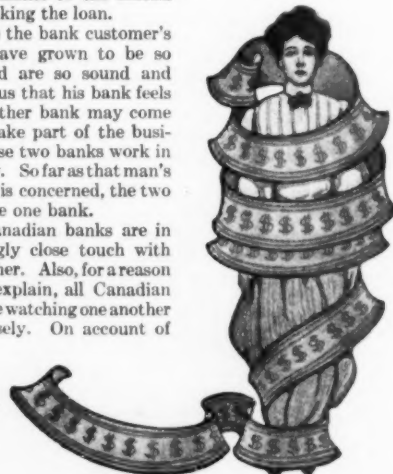 king the loan.
the bank customer's
ave grown to be so
d are so sound and
us that his bank feels
ther bank may come
ake part of the busi-
se two banks work in
. So far as that man's
is concerned, the two
e one bank.
anadian banks are in
gly close touch with
her. Also, for a reason
explain, all Canadian
e watching one another
sely. On account of